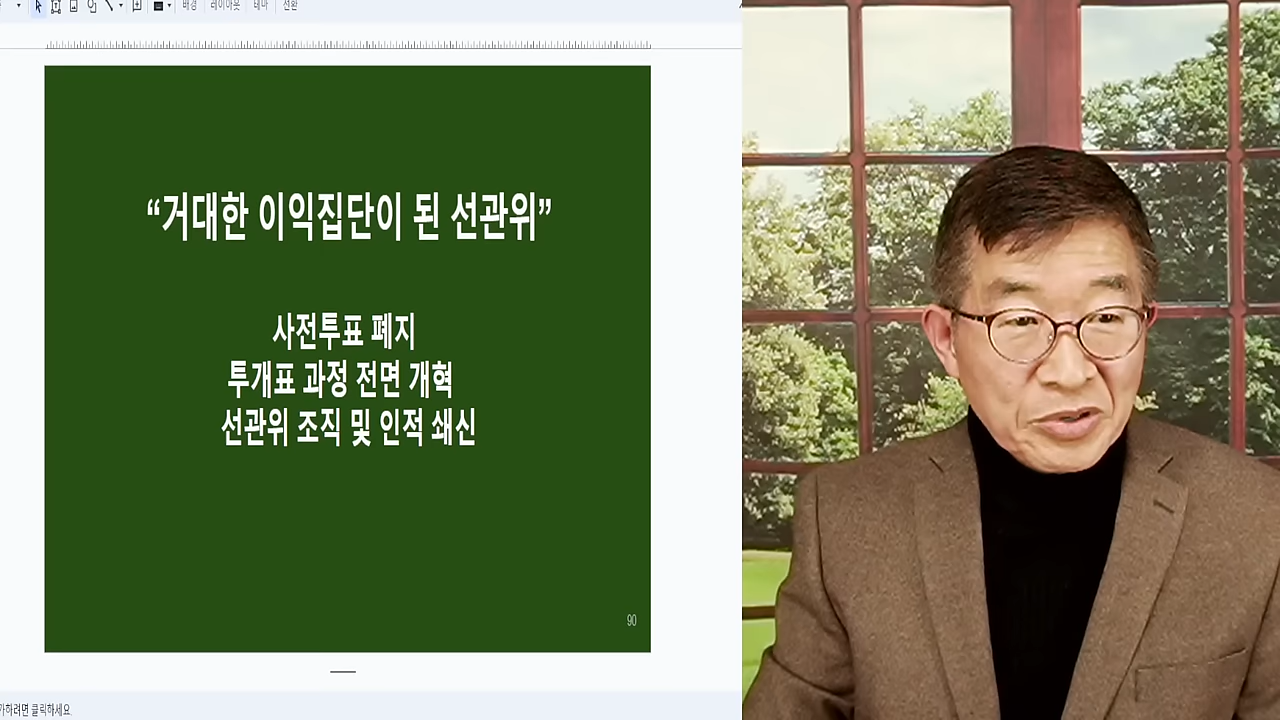 배경 레이아웃 테마 전환
“거대한 이익집단이 된 선관위”
사전투표 폐지
투개표 과정 전면 개혁
선관위 조직 및 인적 쇄신
90
가하려면 클릭하세요.